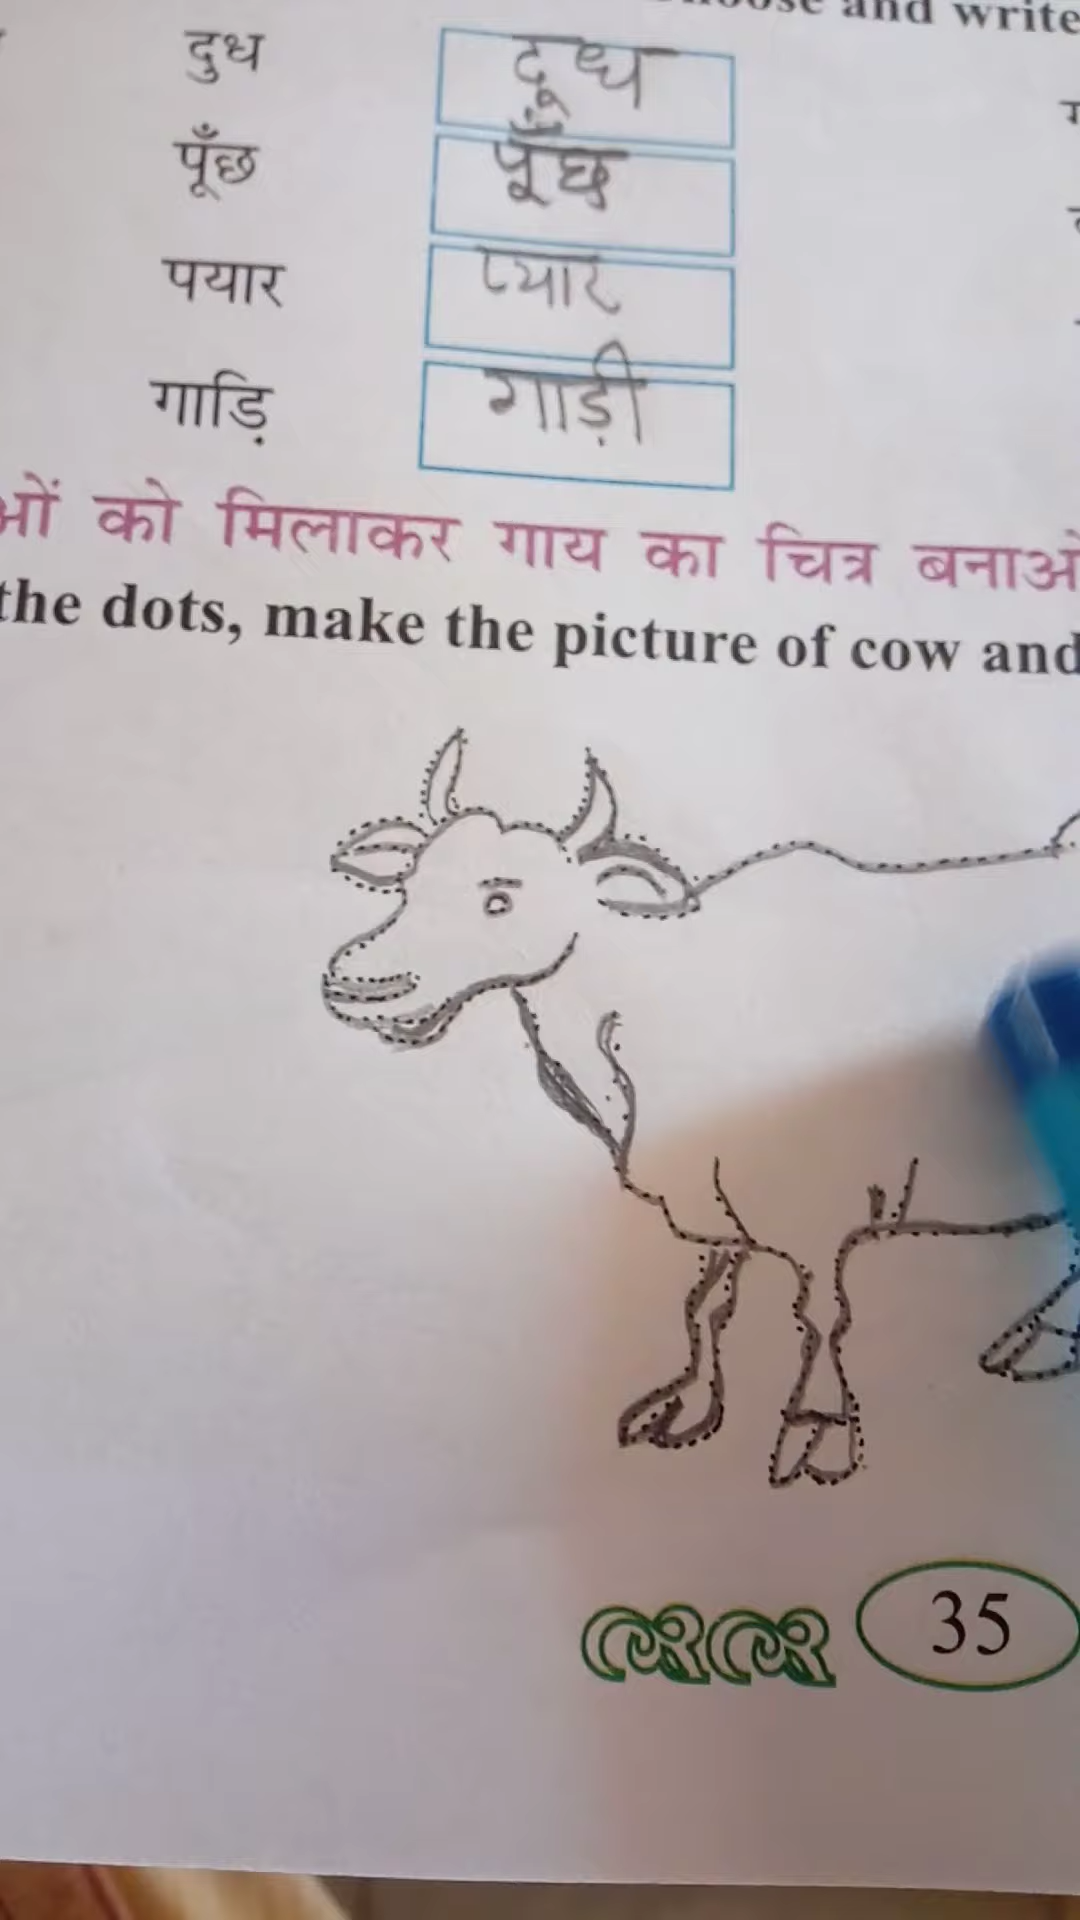 and write
दुध दूध
पूँछ पूँछ
पयार प्यार
गाड़ि गाड़ी
ओं को मिलाकर गाय का चित्र बनाओ
the dots, make the picture of cow and
35